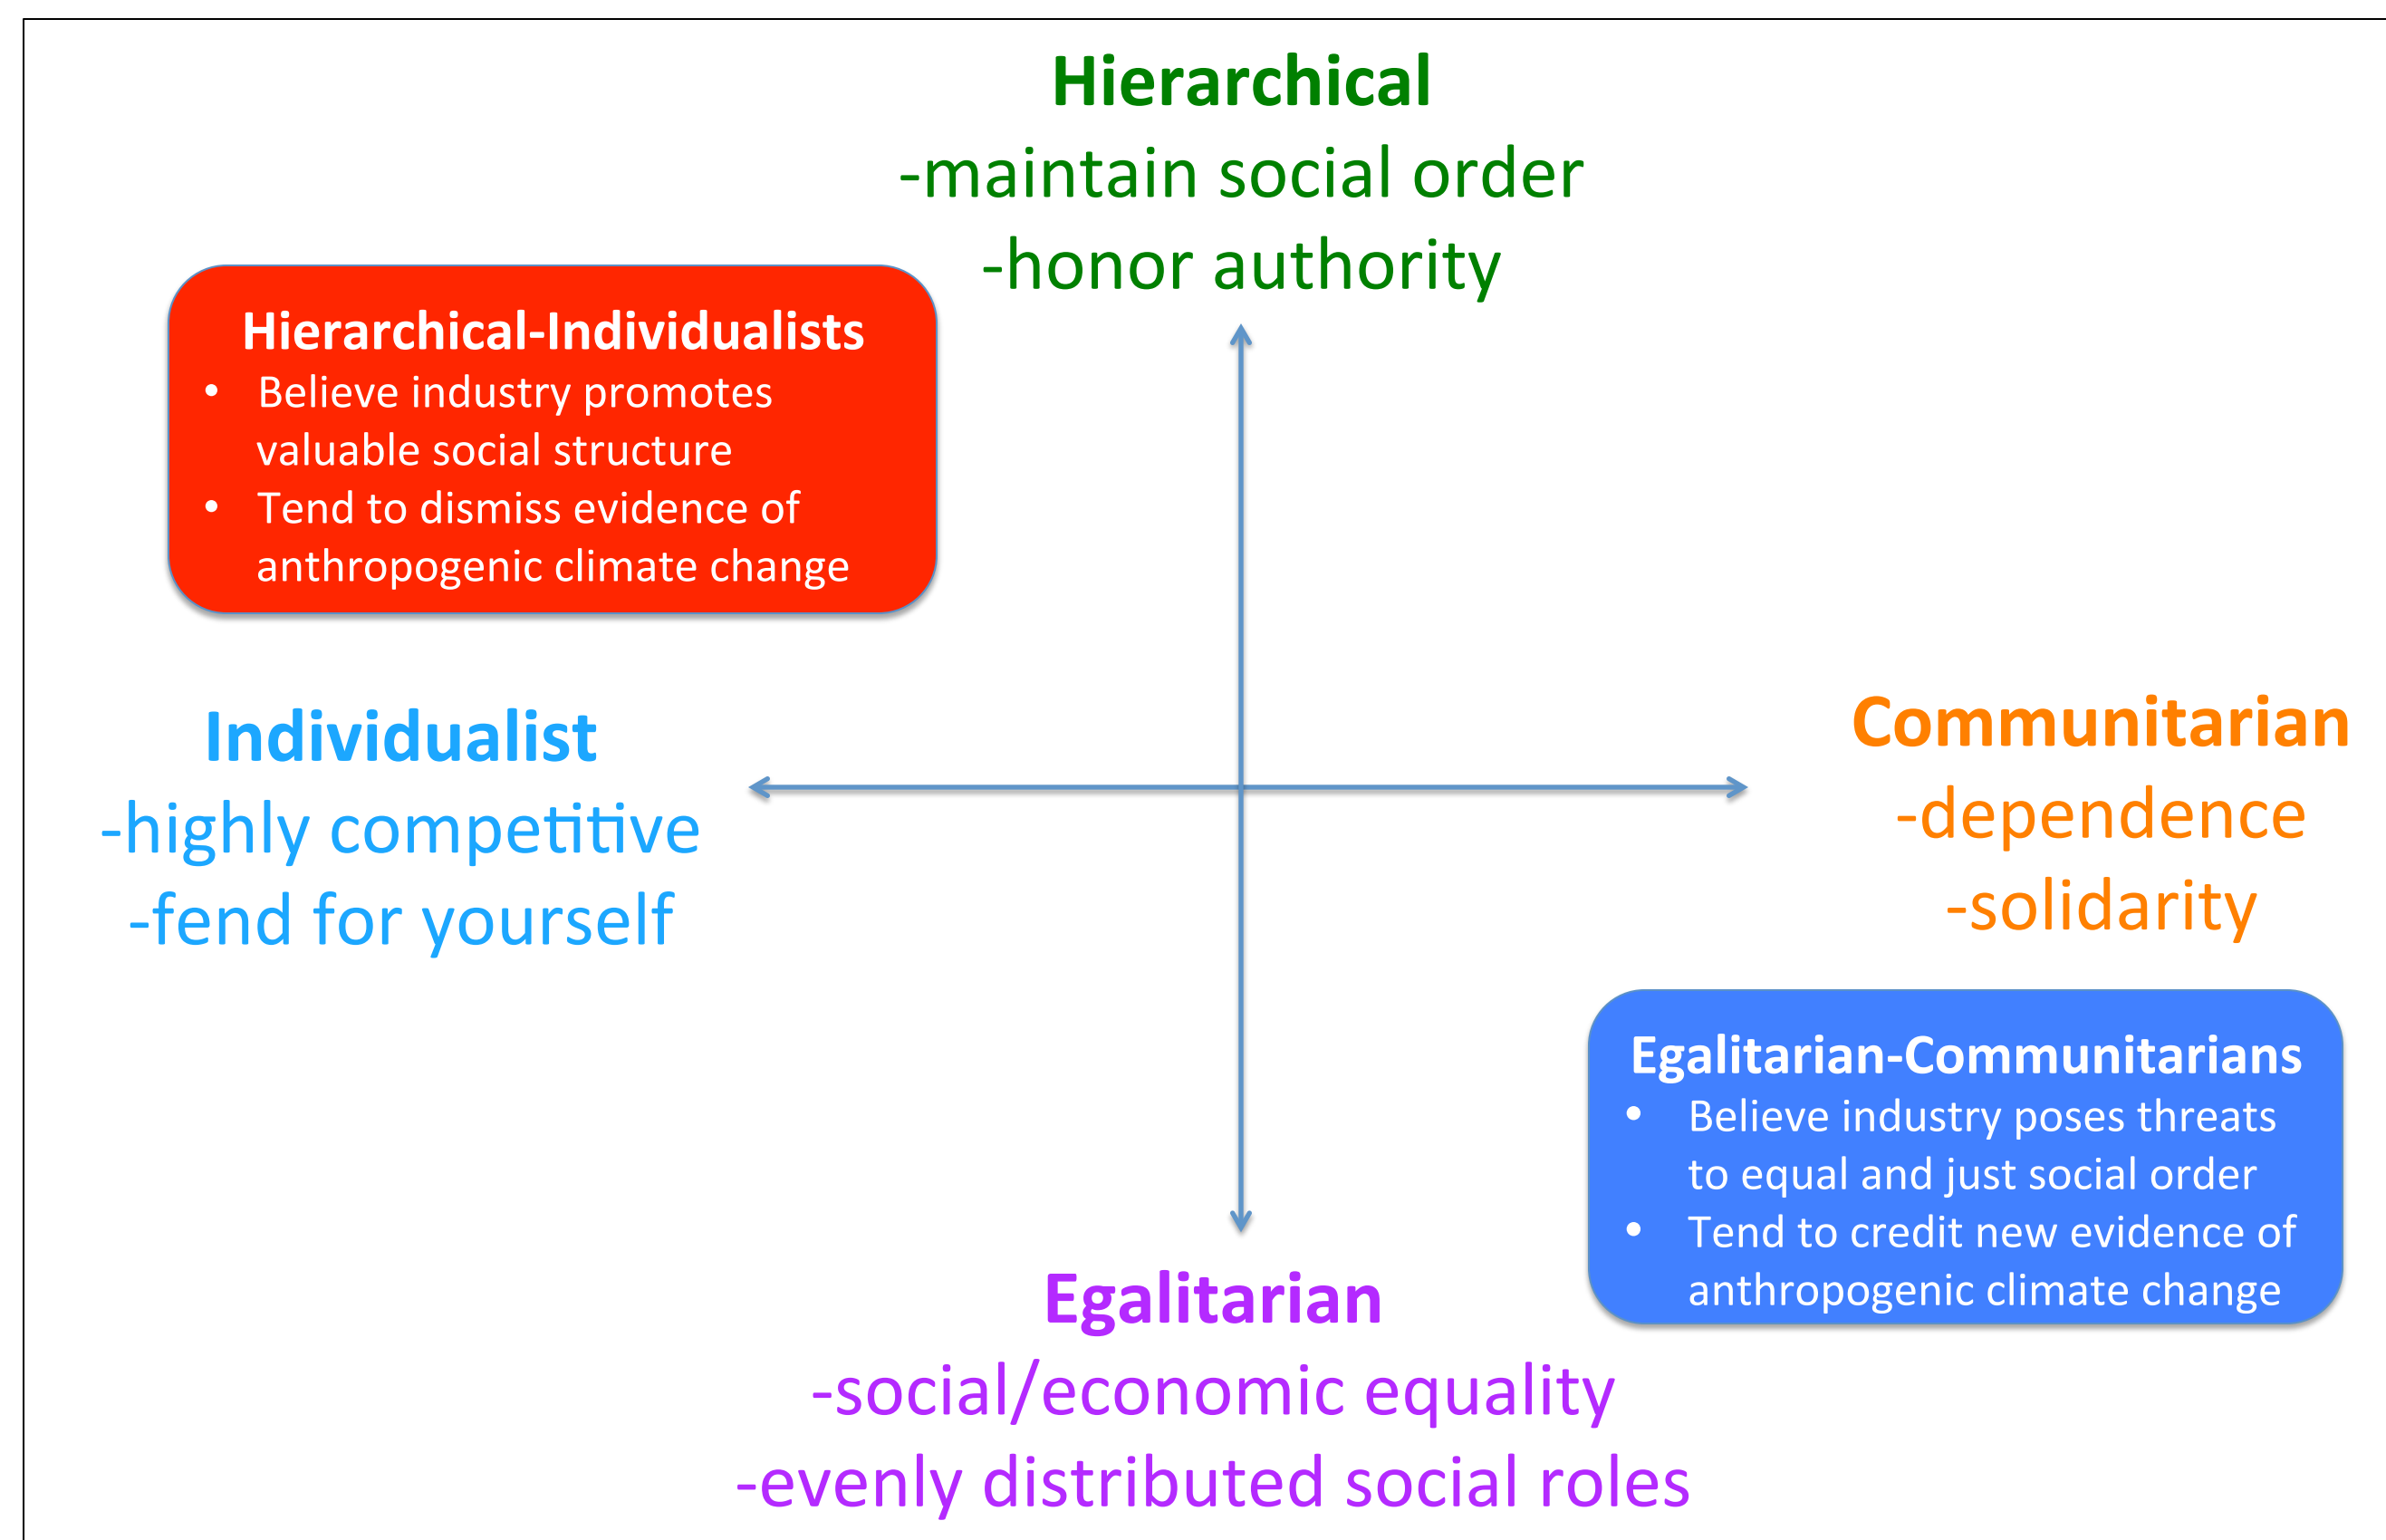 Hierarchical
-maintain social order
-honor authority
Hierarchical-Individualists
• Believe industry promotes
valuable social structure
• Tend to dismiss evidence of
anthropogenic climate change
Individualist
-highly competitive
-fend for yourself
Communitarian
-dependence
-solidarity
Egalitarian-Communitarians
• Believe industry poses threats
to equal and just social order
• Tend to credit new evidence of
anthropogenic climate change
Egalitarian
-social/economic equality
-evenly distributed social roles